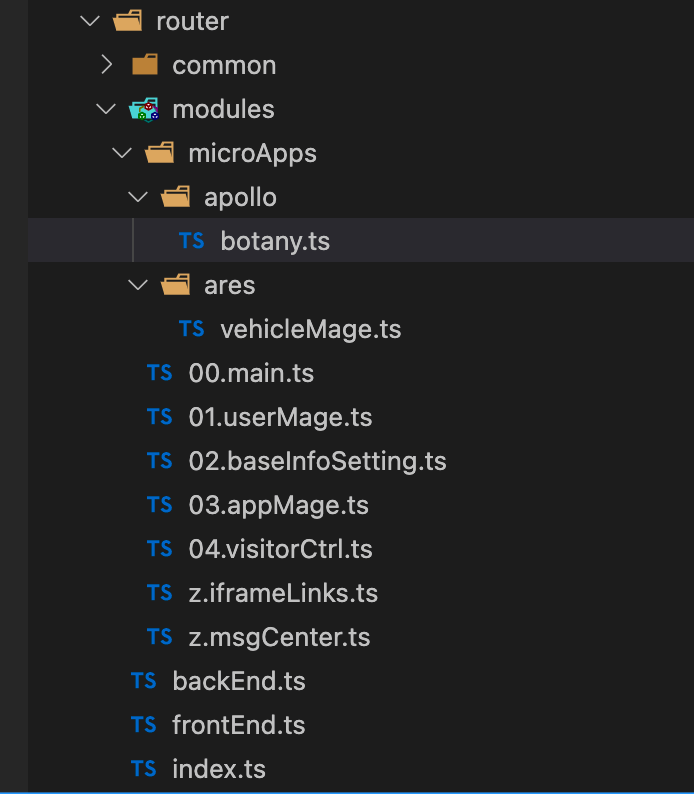 router
common
modules
microApps
apollo
TS botany.ts
ares
TS vehicleMage.ts
TS 00.main.ts
TS 01.userMage.ts
TS 02.baseInfoSetting.ts
TS 03.appMage.ts
TS 04.visitorCtrl.ts
TS z.iframeLinks.ts
TS z.msgCenter.ts
TS backEnd.ts
TS frontEnd.ts
TS index.ts